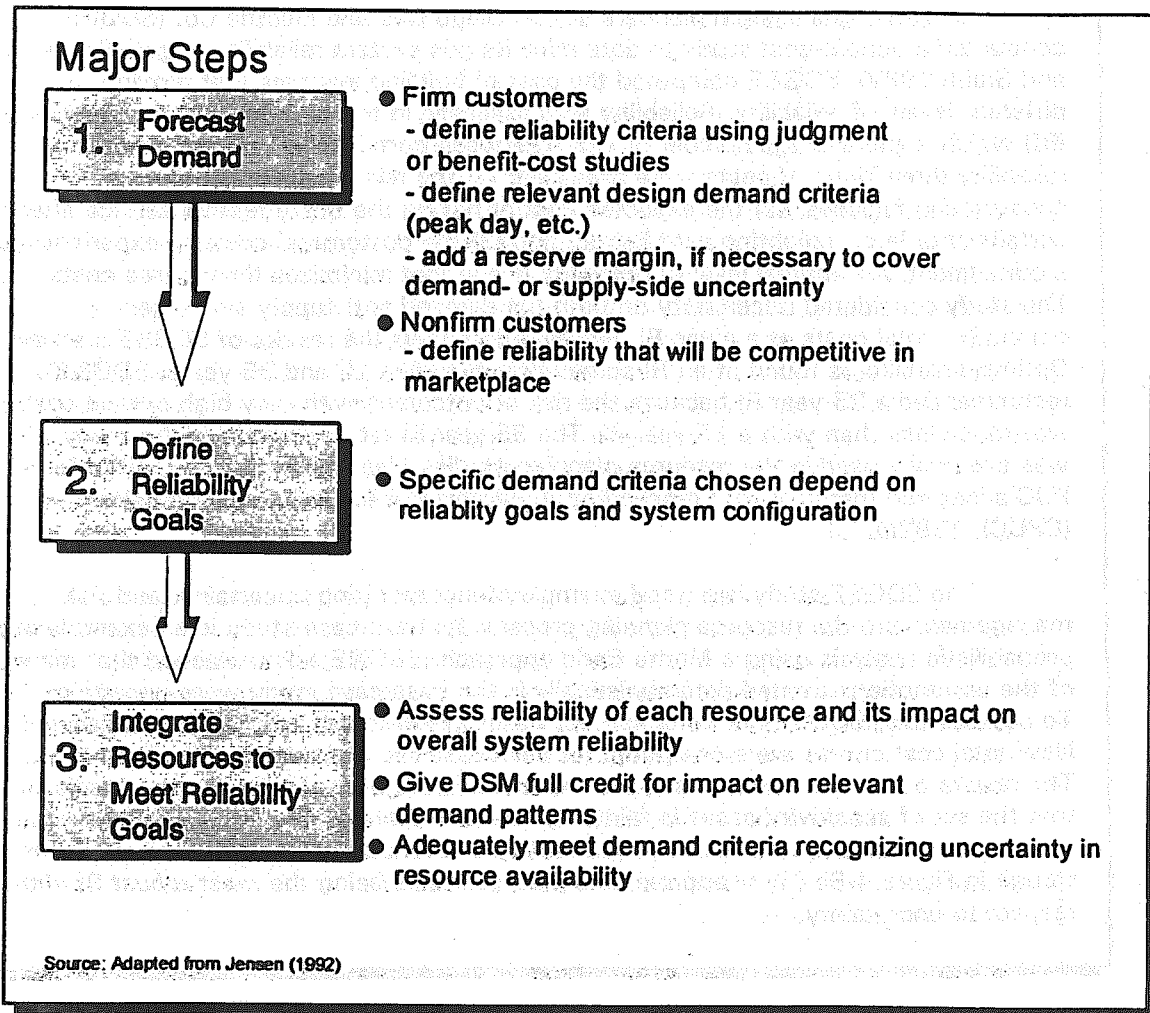 Major Steps
1. Forecast
Demand
● Firm customers
- define reliability criteria using judgment
or benefit-cost studies
- define relevant design demand criteria
(peak day, etc.)
- add a reserve margin, if necessary to cover
demand- or supply-side uncertainty
● Nonfirm customers
- define reliability that will be competitive in
marketplace
2. Define
Reliability
Goals
● Specific demand criteria chosen depend on
reliablity goals and system configuration
3. Integrate
Resources to
Meet Reliability
Goals
● Assess reliability of each resource and its impact on
overall system reliability
● Give DSM full credit for impact on relevant
demand patterns
● Adequately meet demand criteria recognizing uncertainty in
resource availability
Source: Adapted from Jensen (1992)